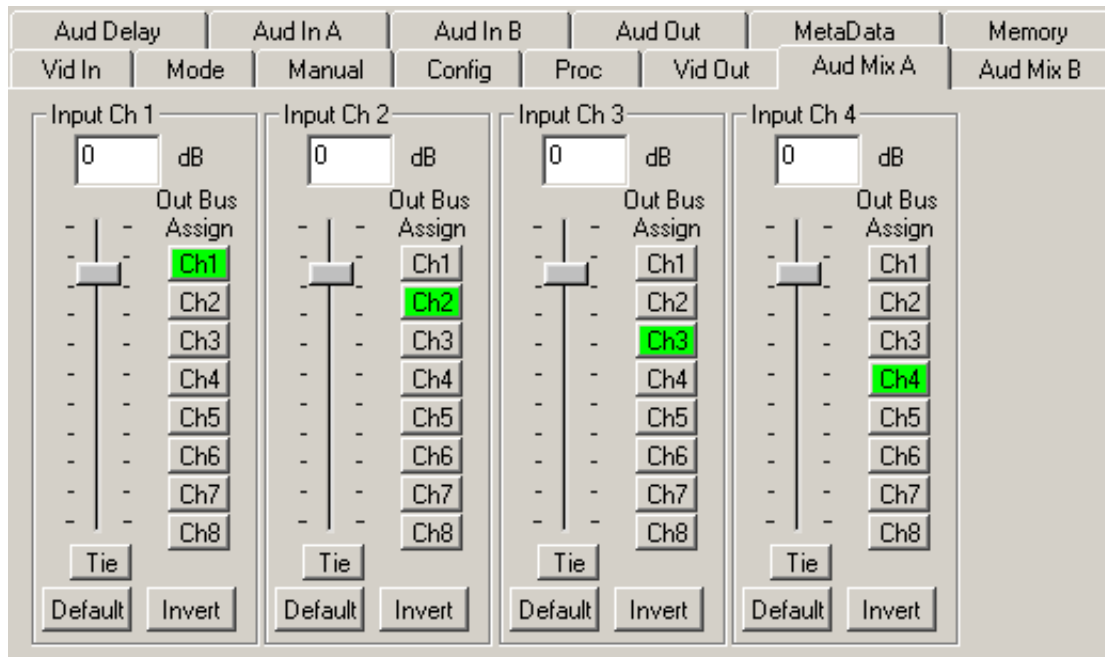 Aud Delay Aud In A Aud In B Aud Out MetaData Memory
Vid In Mode Manual Config Proc Vid Out Aud Mix A Aud Mix B
Input Ch 1 Input Ch 2 Input Ch 3 Input Ch 4
0 dB 0 dB 0 dB 0 dB
Out Bus Out Bus Out Bus Out Bus
Assign Assign Assign Assign
Ch1 Ch1 Ch1 Ch1
Ch2 Ch2 Ch2 Ch2
Ch3 Ch3 Ch3 Ch3
Ch4 Ch4 Ch4 Ch4
Ch5 Ch5 Ch5 Ch5
Ch6 Ch6 Ch6 Ch6
Ch7 Ch7 Ch7 Ch7
Ch8 Ch8 Ch8 Ch8
Tie Tie Tie Tie
Default Invert Default Invert Default Invert Default Invert